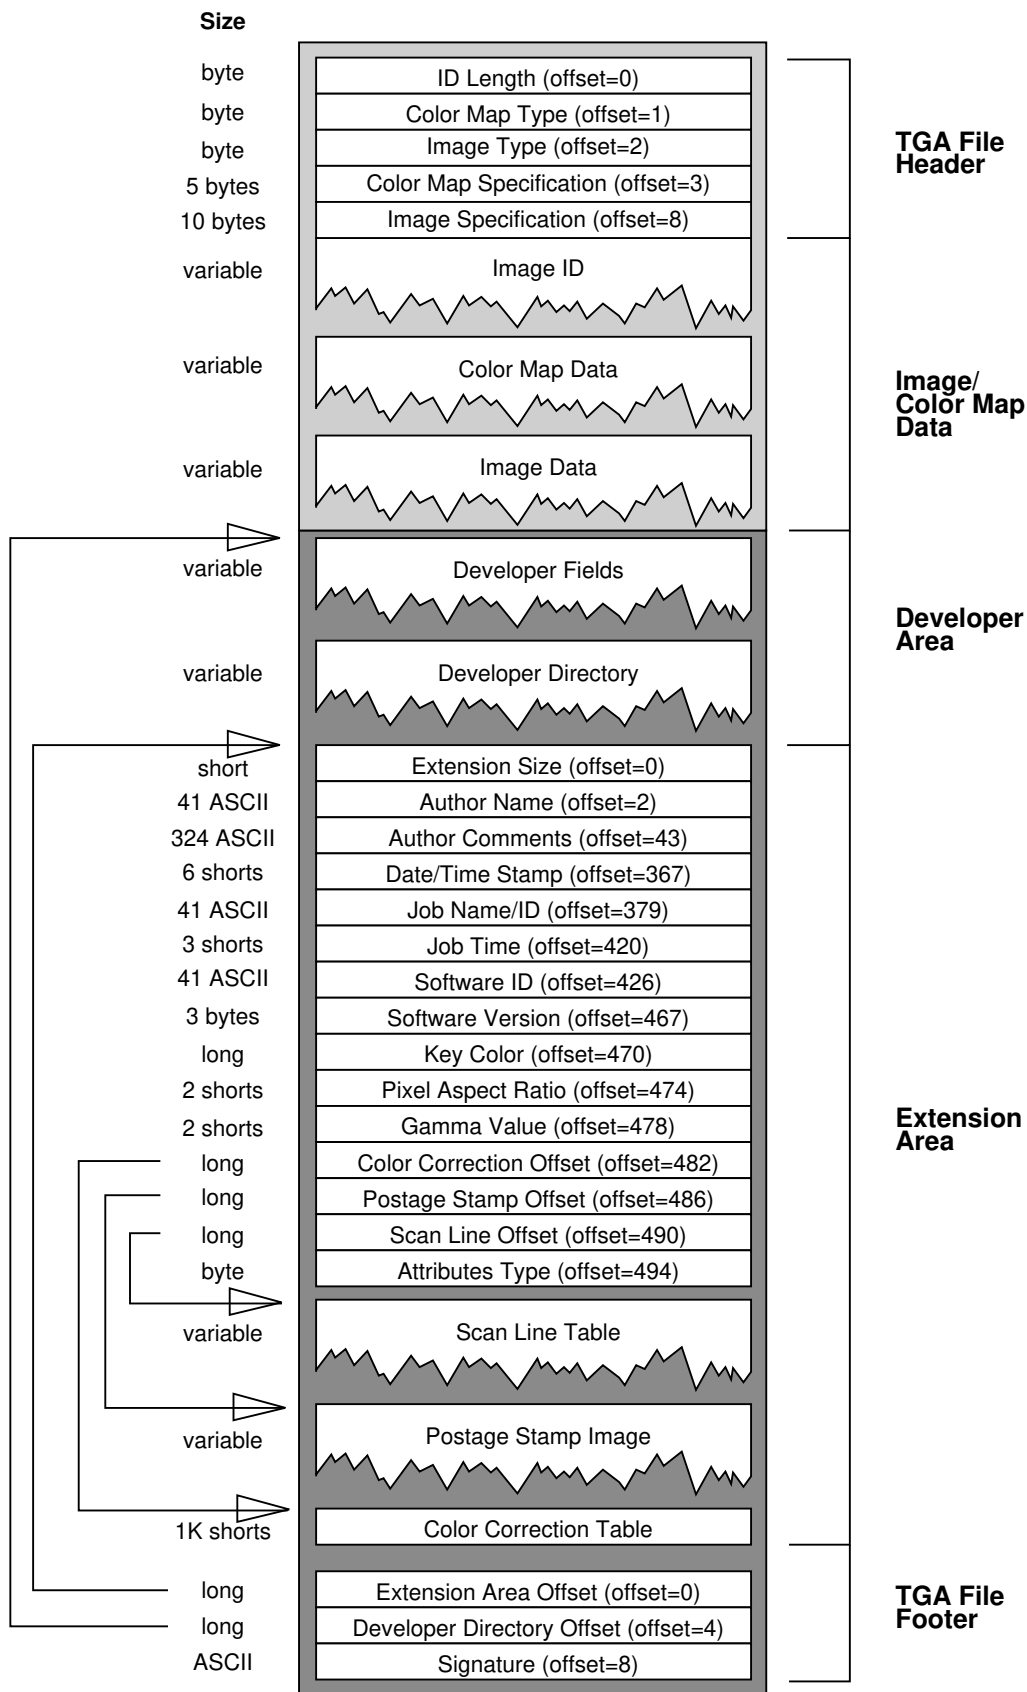 Size
byte
ID Length (offset=0)
byte
Color Map Type (offset=1)
byte
Image Type (offset=2)
5 bytes
Color Map Specification (offset=3)
10 bytes
Image Specification (offset=8)
TGA File
Header
variable
Image ID
variable
Color Map Data
variable
Image Data
Image/
Color Map
Data
variable
Developer Fields
variable
Developer Directory
Developer
Area
short
Extension Size (offset=0)
41 ASCII
Author Name (offset=2)
324 ASCII
Author Comments (offset=43)
6 shorts
Date/Time Stamp (offset=367)
41 ASCII
Job Name/ID (offset=379)
3 shorts
Job Time (offset=420)
41 ASCII
Software ID (offset=426)
3 bytes
Software Version (offset=467)
long
Key Color (offset=470)
2 shorts
Pixel Aspect Ratio (offset=474)
2 shorts
Gamma Value (offset=478)
long
Color Correction Offset (offset=482)
long
Postage Stamp Offset (offset=486)
long
Scan Line Offset (offset=490)
byte
Attributes Type (offset=494)
variable
Scan Line Table
variable
Postage Stamp Image
1K shorts
Color Correction Table
Extension
Area
long
Extension Area Offset (offset=0)
long
Developer Directory Offset (offset=4)
ASCII
Signature (offset=8)
TGA File
Footer